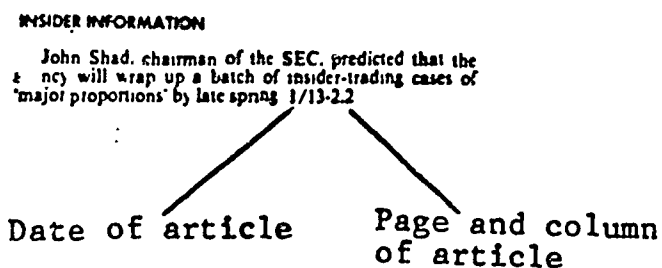 INSIDER INFORMATION
John Shad, chairman of the SEC, predicted that the
ncy will wrap up a batch of insider-trading cases of
'major proportions' by late spring 1/13-2.2
Date of article
Page and column
of article